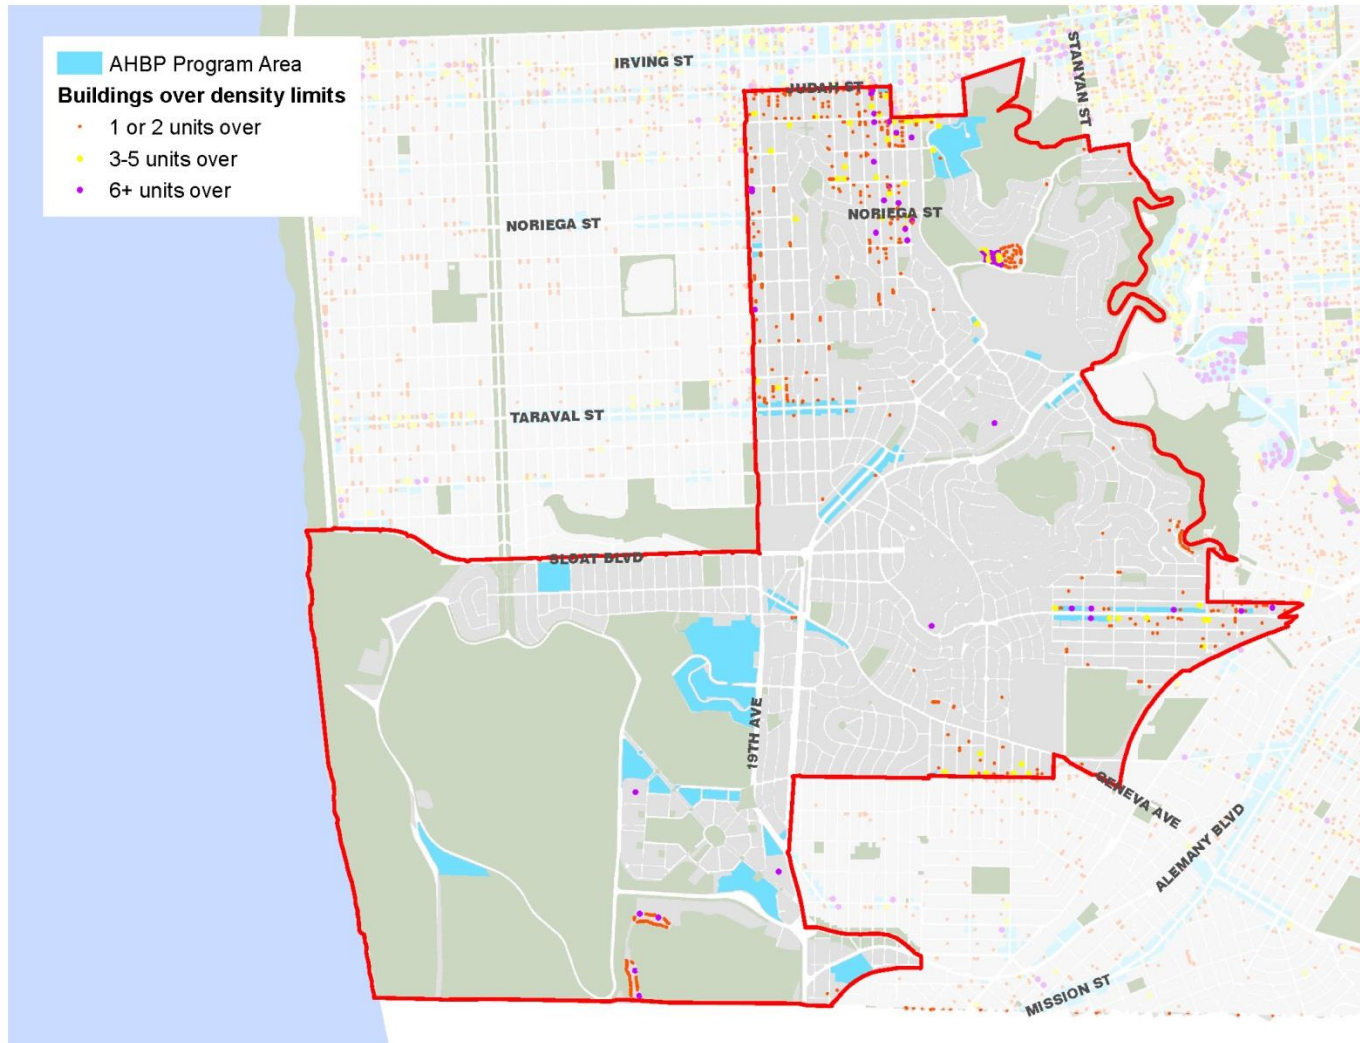 AHBP Program Area
Buildings over density limits
1 or 2 units over
3-5 units over
6+ units over
IRVING ST
JUDAH ST
STANYAN ST
NORIEGA ST
NORIEGA ST
TARAVAL ST
SLOAT BLVD
19TH AVE
GENEVA AVE
ALEMANY BLVD
MISSION ST